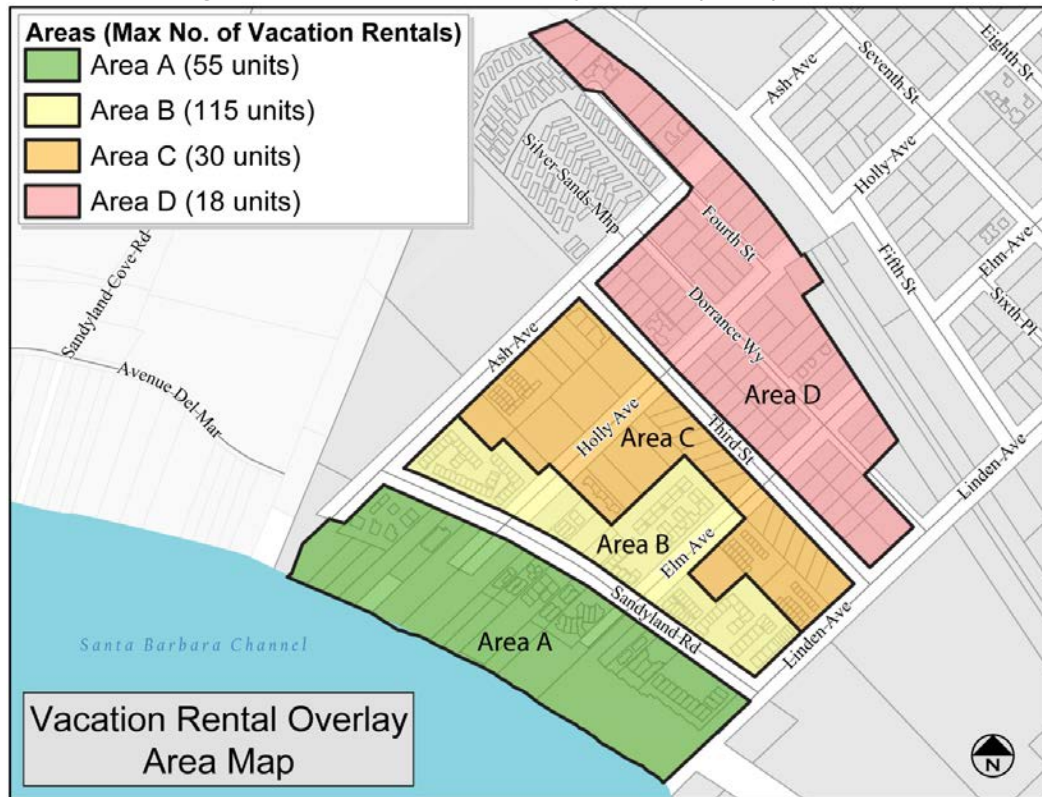 Areas (Max No. of Vacation Rentals)
Area A (55 units)
Area B (115 units)
Area C (30 units)
Area D (18 units)
Ash Ave
Seventh St
Eighth St
Holly Ave
Silver Sands Mhp
Fourth St
Elm Ave
Fifth St
Sixth Pl
Sandyland Cove Rd
Dorrance Wy
Avenue Del Mar
Ash Ave
Area D
Holly Ave
Area C
Third St
Linden Ave
Area B
Elm Ave
Sandyland Rd
Linden Ave
Area A
Santa Barbara Channel
Vacation Rental Overlay
Area Map
N